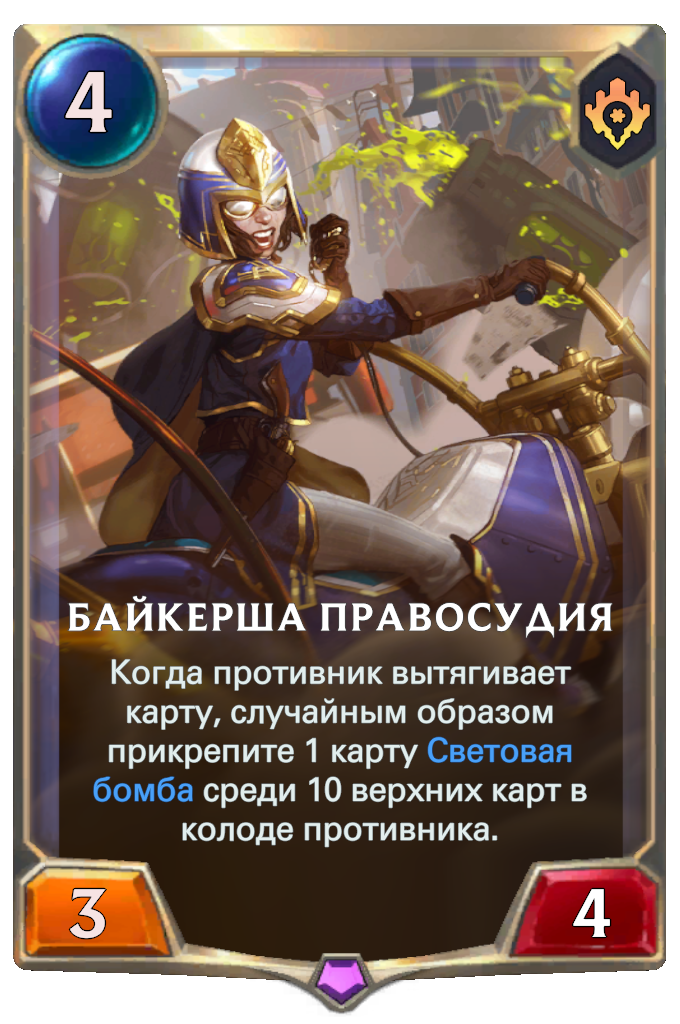 4
БАЙКЕРША ПРАВОСУДИЯ
Когда противник вытягивает
карту, случайным образом
прикрепите 1 карту Световая
бомба среди 10 верхних карт в
колоде противника.
3
4